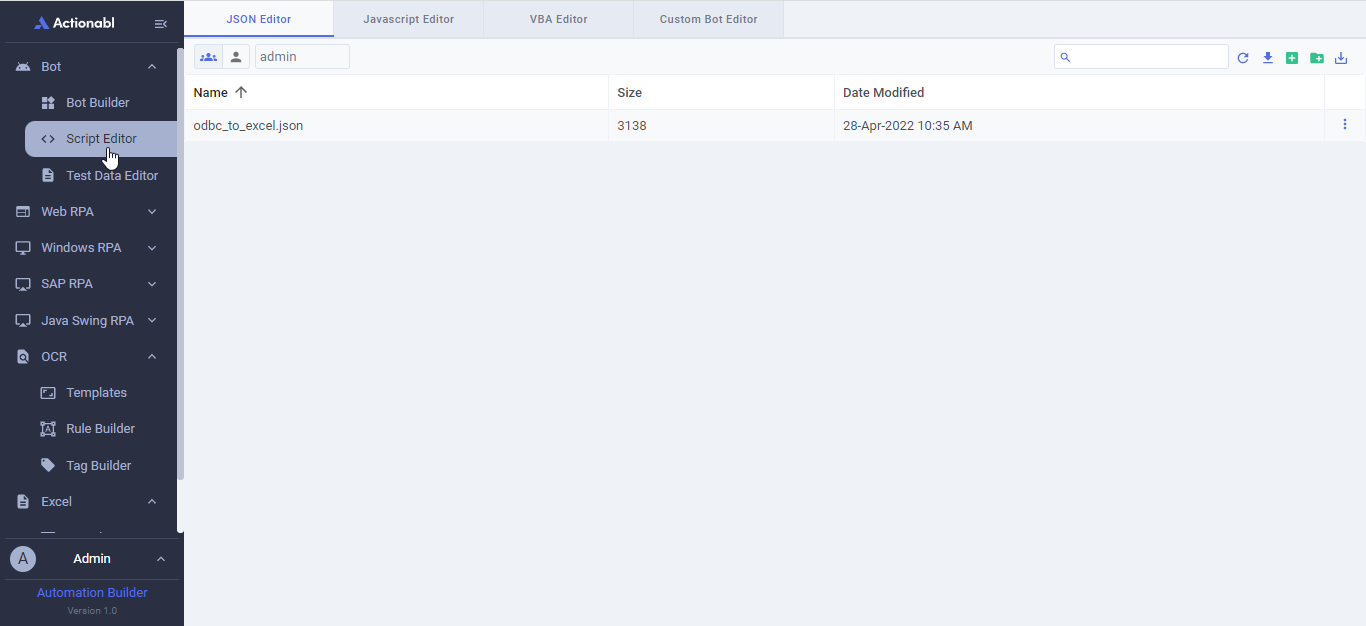 Actionabl
Bot
Bot Builder
Script Editor
Test Data Editor
Web RPA
Windows RPA
SAP RPA
Java Swing RPA
OCR
Templates
Rule Builder
Tag Builder
Excel
A Admin
Automation Builder
Version 1.0
JSON Editor Javascript Editor VBA Editor Custom Bot Editor
admin
Name Size Date Modified
odbc_to_excel.json 3138 28-Apr-2022 10:35 AM